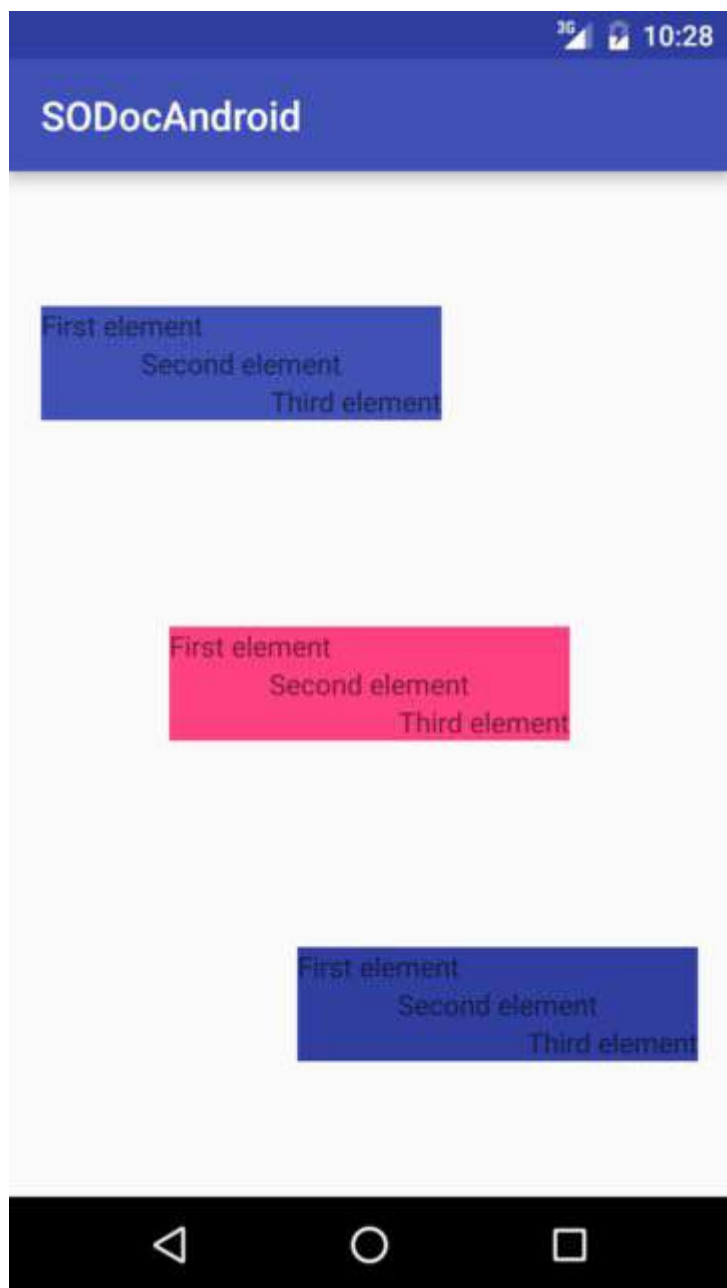 3G 10:28
SODocAndroid
First element
Second element
Third element
First element
Second element
Third element
First element
Second element
Third element